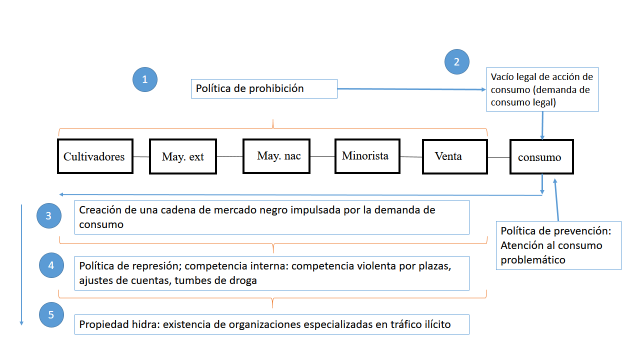 1
2
Política de prohibición
Vacío legal de acción de
consumo (demanda de
consumo legal)
Cultivadores
May. ext
May. nac
Minorista
Venta
consumo
3
Creación de una cadena de mercado negro impulsada por la demanda de
consumo
Política de prevención:
Atención al consumo
problemático
4
Política de represión; competencia interna: competencia violenta por plazas,
ajustes de cuentas, tumbes de droga
5
Propiedad hidra: existencia de organizaciones especializadas en tráfico ilícito